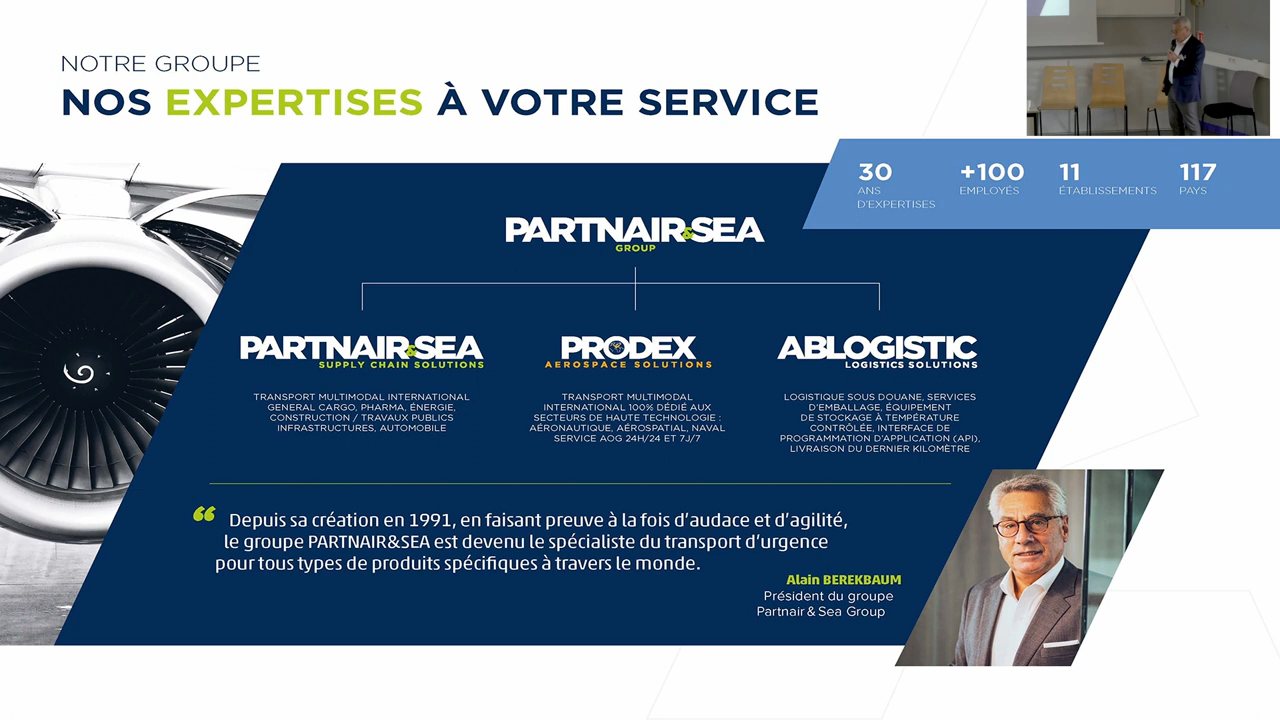 NOTRE GROUPE
NOS EXPERTISES À VOTRE SERVICE
30
ANS
D'EXPERTISES
+100
EMPLOYÉS
11
ÉTABLISSEMENTS
117
PAYS
PARTNAIR&SEA
GROUP
PARTNAIR&SEA
SUPPLY CHAIN SOLUTIONS
TRANSPORT MULTIMODAL INTERNATIONAL
GENERAL CARGO, PHARMA, ÉNERGIE,
CONSTRUCTION / TRAVAUX PUBLICS
INFRASTRUCTURES, AUTOMOBILE
PRODEX
AEROSPACE SOLUTIONS
TRANSPORT MULTIMODAL
INTERNATIONAL 100% DÉDIÉ AUX
SECTEURS DE HAUTE TECHNOLOGIE :
AÉRONAUTIQUE, AÉROSPATIAL, NAVAL
SERVICE AOG 24H/24 ET 7J/7
ABLOGISTIC
LOGISTICS SOLUTIONS
LOGISTIQUE SOUS DOUANE, SERVICES
D'EMBALLAGE, ÉQUIPEMENT
DE STOCKAGE À TEMPÉRATURE
CONTRÔLÉE, INTERFACE DE
PROGRAMMATION D'APPLICATION (API),
LIVRAISON DU DERNIER KILOMÈTRE
“ Depuis sa création en 1991, en faisant preuve à la fois d'audace et d'agilité,
le groupe PARTNAIR&SEA est devenu le spécialiste du transport d'urgence
pour tous types de produits spécifiques à travers le monde.
Alain BEREKBAUM
Président du groupe
Partnair & Sea Group